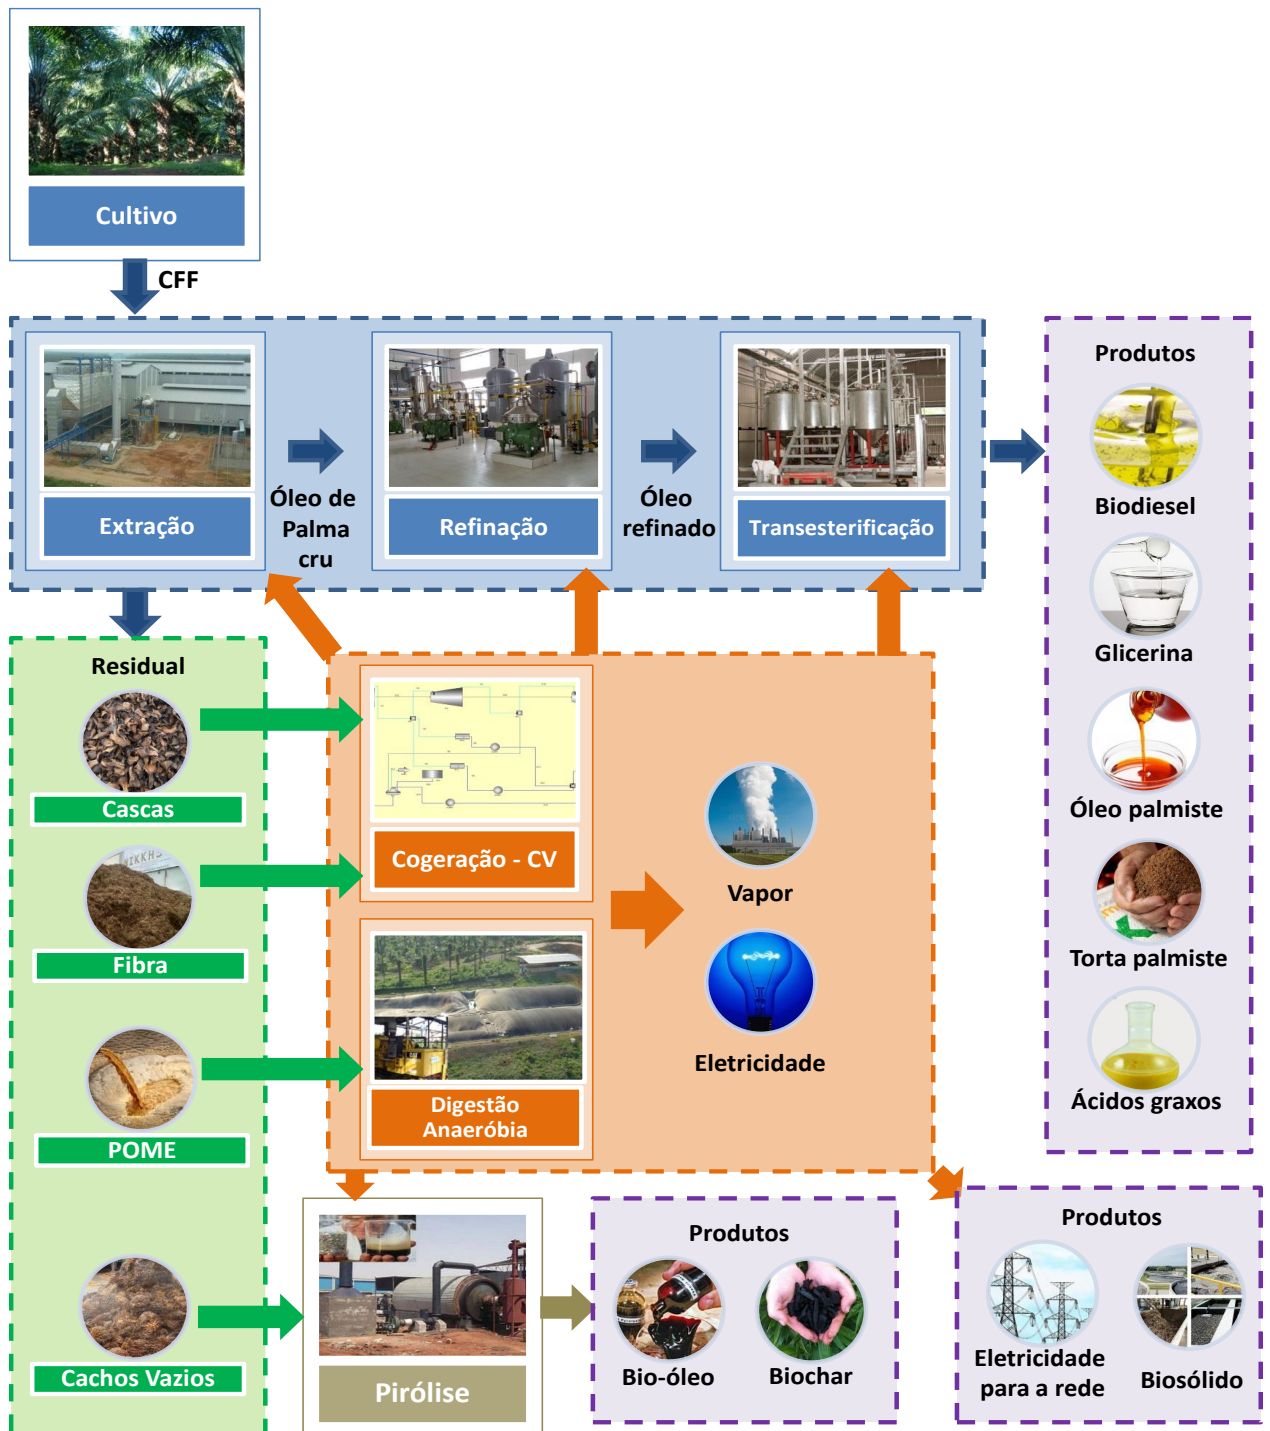 Cultivo
CFF
Extração
Óleo de
Palma
cru
Refinação
Óleo
refinado
Transesterificação
Produtos
Biodiesel
Glicerina
Óleo palmiste
Torta palmiste
Ácidos graxos
Residual
Cascas
Fibra
POME
Cachos Vazios
Cogeração - CV
Digestão
Anaeróbia
Vapor
Eletricidade
Pirólise
Produtos
Bio-óleo
Biochar
Produtos
Eletricidade
para a rede
Biosólido